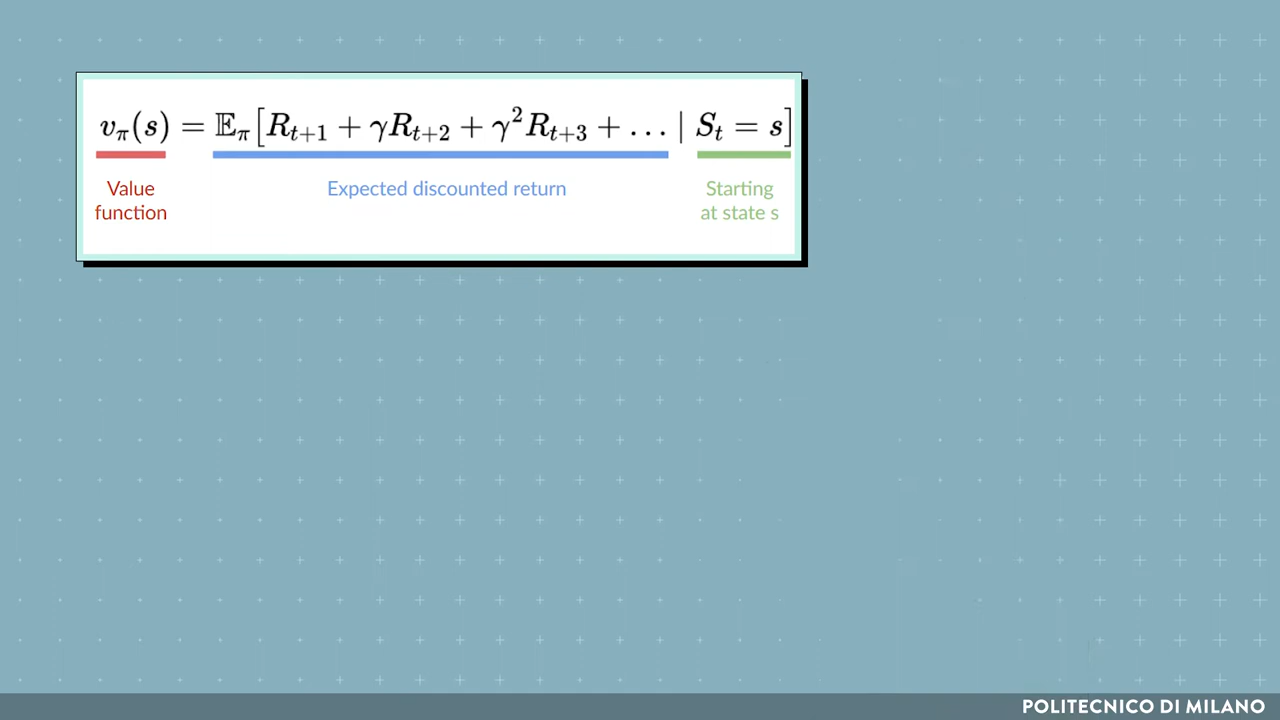 v_π(s) = 𝔼_π[R_{t+1} + γR_{t+2} + γ²R_{t+3} + … | S_t = s]
Value
function
Expected discounted return
Starting
at state s
POLITECNICO DI MILANO